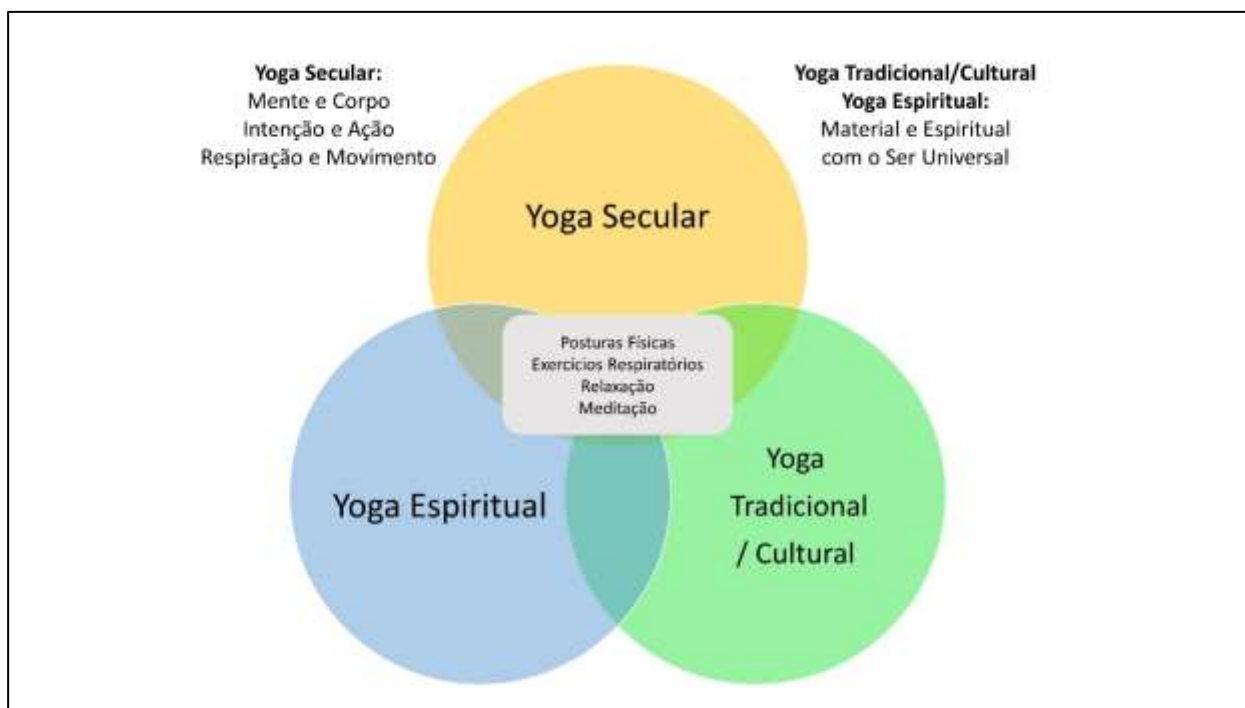 Yoga Secular:
Mente e Corpo
Intenção e Ação
Respiração e Movimento
Yoga Tradicional/Cultural
Yoga Espiritual:
Material e Espiritual
com o Ser Universal
Yoga Secular
Posturas Físicas
Exercícios Respiratórios
Relaxação
Meditação
Yoga Espiritual
Yoga
Tradicional
/ Cultural